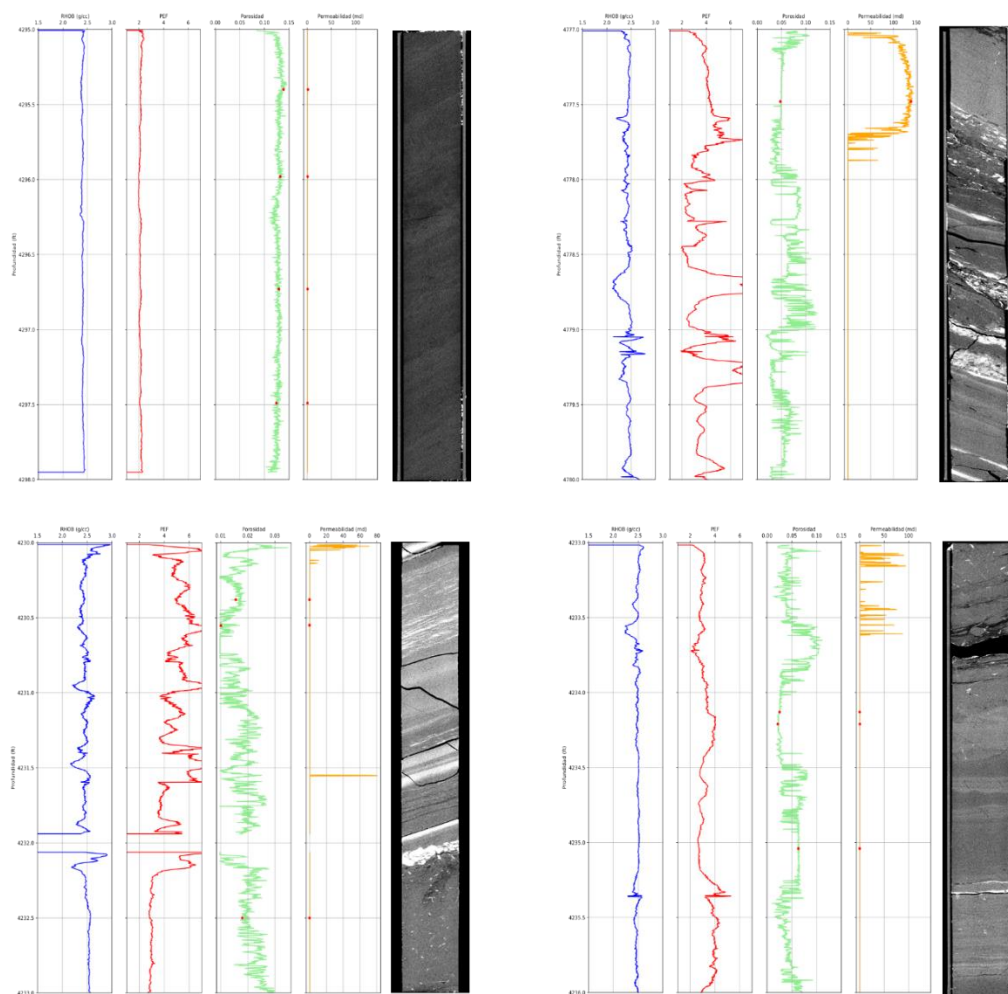 RHOB (g/cc) PEF Porosidad Permeabilidad (md)
1.5 2.0 2.5 3.0 2 4 6 0.00 0.05 0.10 0.15 0 50 100
4295.0
4295.5
4296.0
Profundidad (ft)
4296.5
4297.0
4297.5
4298.0
RHOB (g/cc) PEF Porosidad Permeabilidad (md)
1.5 2.0 2.5 3.0 2 4 6 0.00 0.05 0.10 0.15 0 50 100 150
4777.0
4777.5
4778.0
Profundidad (ft)
4778.5
4779.0
4779.5
4780.0
RHOB (g/cc) PEF Porosidad Permeabilidad (md)
1.5 2.0 2.5 3.0 2 4 6 0.01 0.02 0.03 0 20 40 60 80
4230.0
4230.5
4231.0
Profundidad (ft)
4231.5
4232.0
4232.5
4233.0
RHOB (g/cc) PEF Porosidad Permeabilidad (md)
1.5 2.0 2.5 3.0 2 4 6 0.00 0.05 0.10 0.15 0 50 100 150
4233.0
4233.5
4234.0
Profundidad (ft)
4234.5
4235.0
4235.5
4236.0